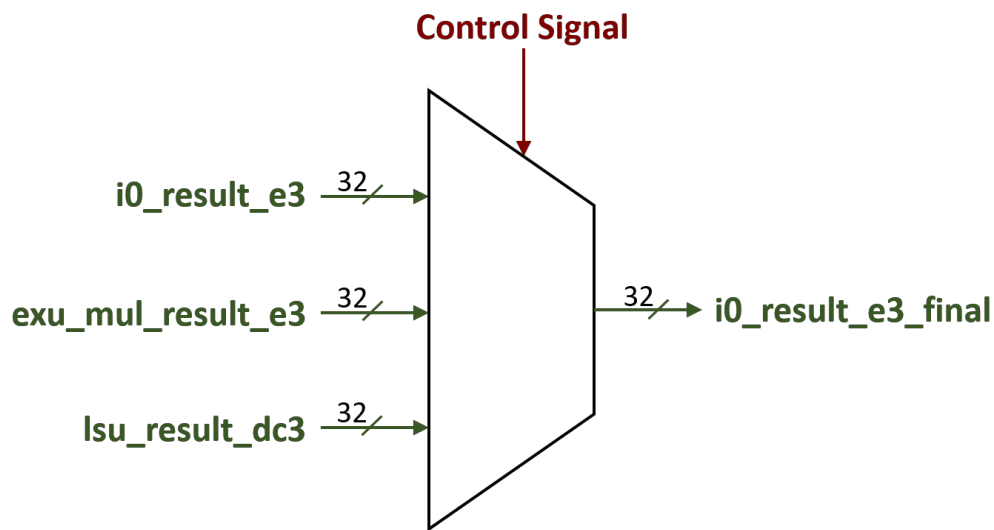 Control Signal
i0_result_e3
32
exu_mul_result_e3
32
32
i0_result_e3_final
lsu_result_dc3
32